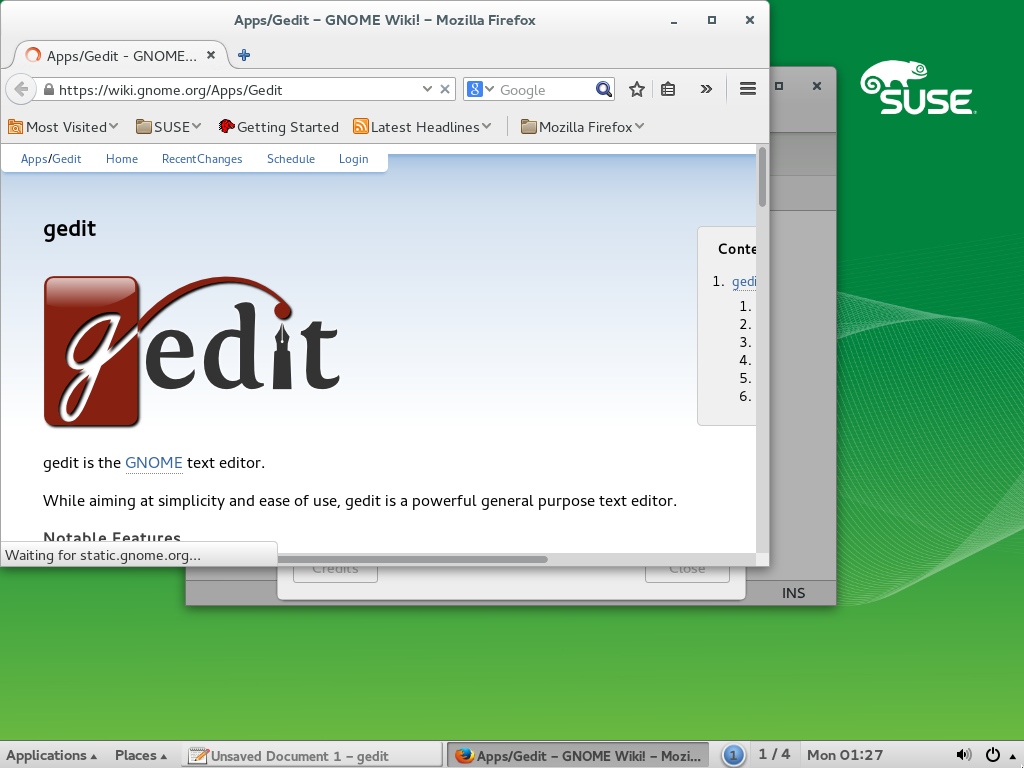 Apps/Gedit – GNOME Wiki! – Mozilla Firefox
Apps/Gedit - GNOME...
https://wiki.gnome.org/Apps/Gedit
8 Google
Most Visited SUSE Getting Started Latest Headlines Mozilla Firefox
SUSE
Apps/Gedit Home RecentChanges Schedule Login
gedit
Conte
1. gedi
1.
2.
3.
4.
5.
6.
gedit
gedit is the GNOME text editor.
While aiming at simplicity and ease of use, gedit is a powerful general purpose text editor.
Notable Features
Waiting for static.gnome.org...
Credits Close
INS
Applications Places Unsaved Document 1 – gedit Apps/Gedit – GNOME Wiki! – Mozi... 1 1 / 4 Mon 01:27